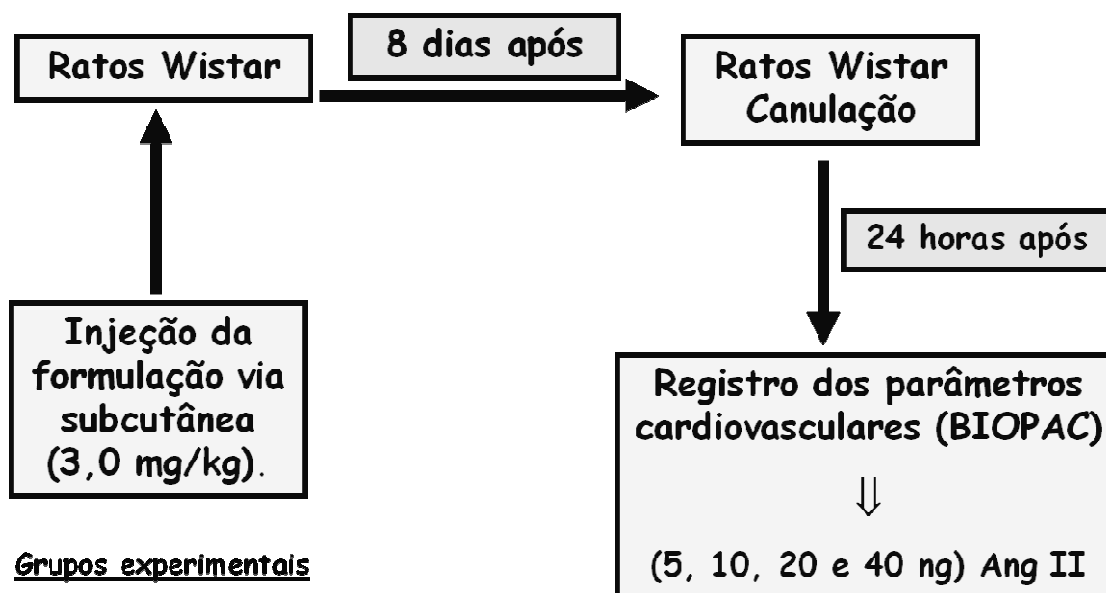 Ratos Wistar
8 dias após
Ratos Wistar
Canulação
24 horas após
Injeção da
formulação via
subcutânea
(3,0 mg/kg).
Registro dos parâmetros
cardiovasculares (BIOPAC)
⇓
(5, 10, 20 e 40 ng) Ang II
Grupos experimentais